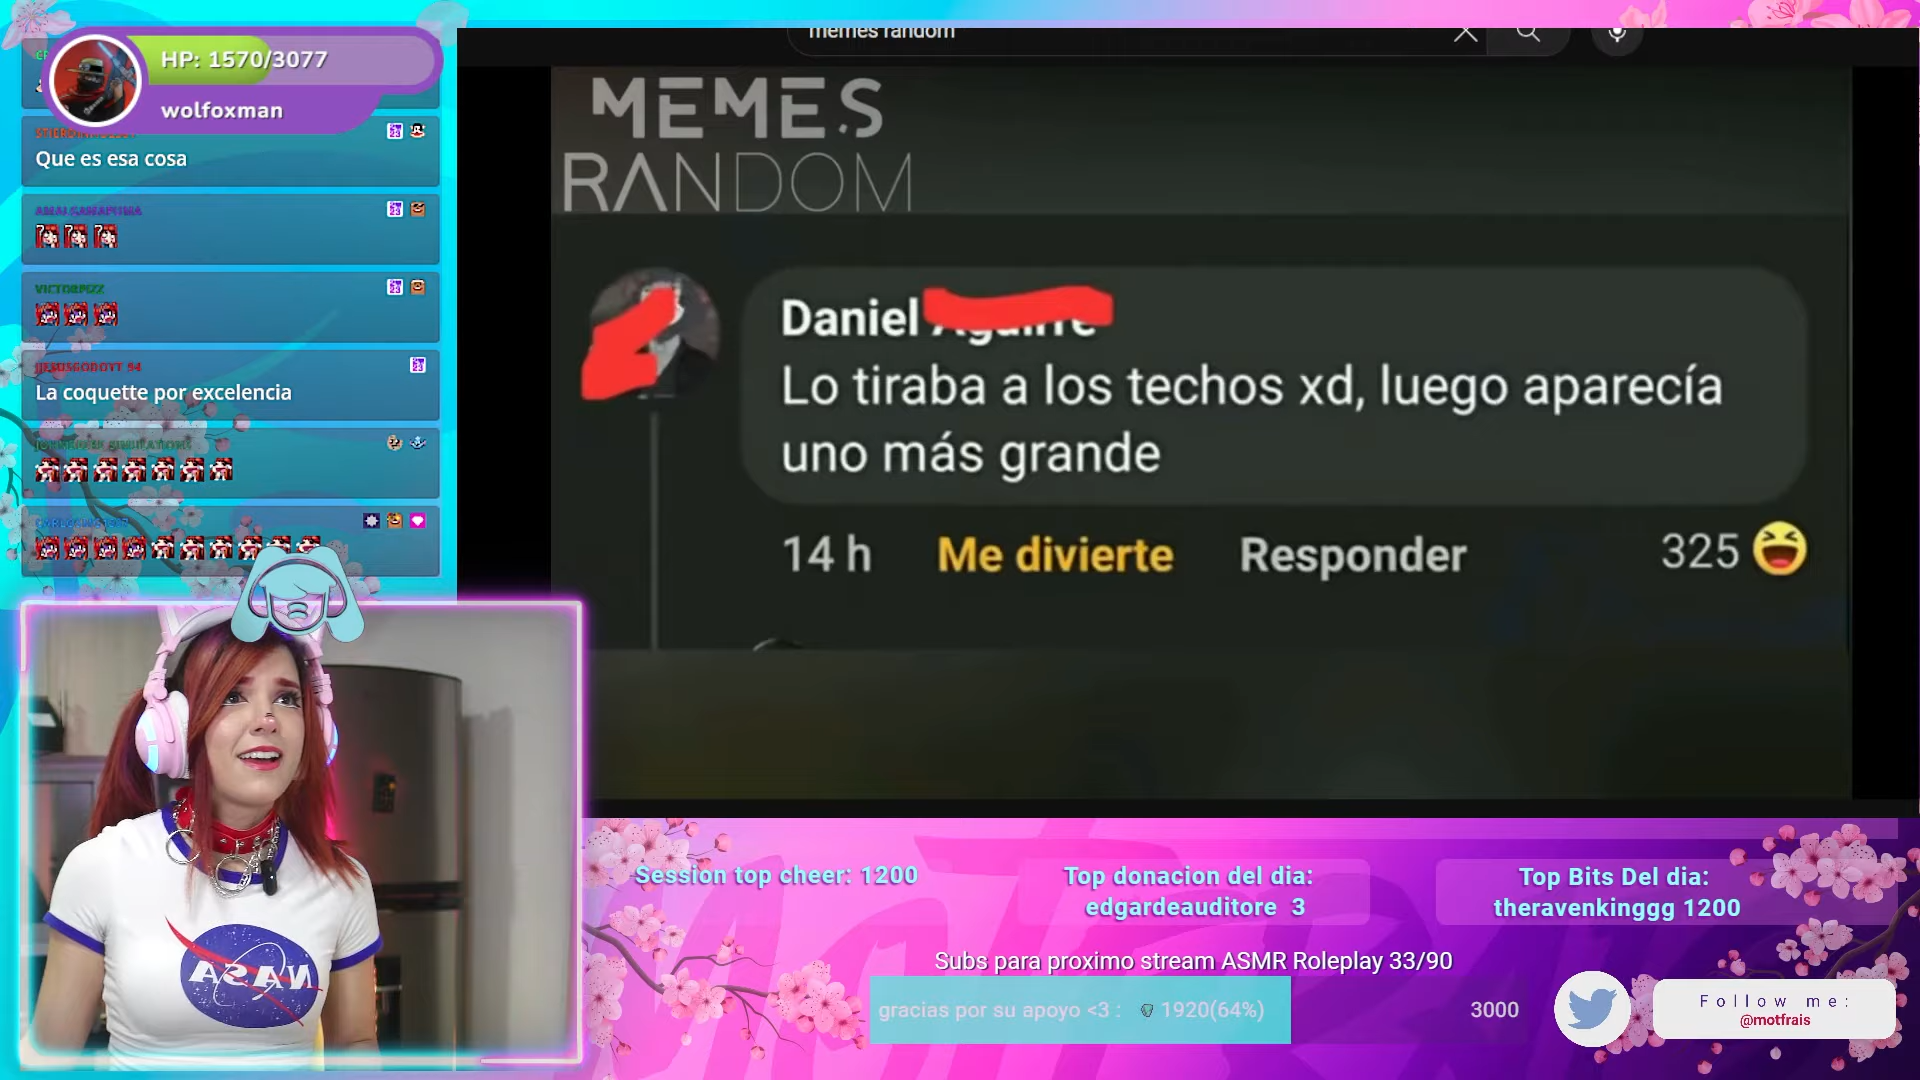 HP: 1570/3077
wolfoxman
Que es esa cosa
VICTORPIZZ
La coquette por excelencia
memes random
MEMES
RANDOM
Daniel
Lo tiraba a los techos xd, luego aparecía
uno más grande
14 h Me divierte Responder 325
NASA
Session top cheer: 1200
Top donacion del dia:
edgardeauditore 3
Top Bits Del dia:
theravenkinggg 1200
Subs para proximo stream ASMR Roleplay 33/90
gracias por su apoyo <3 : 1920(64%) 3000
Follow me:
@motfrais